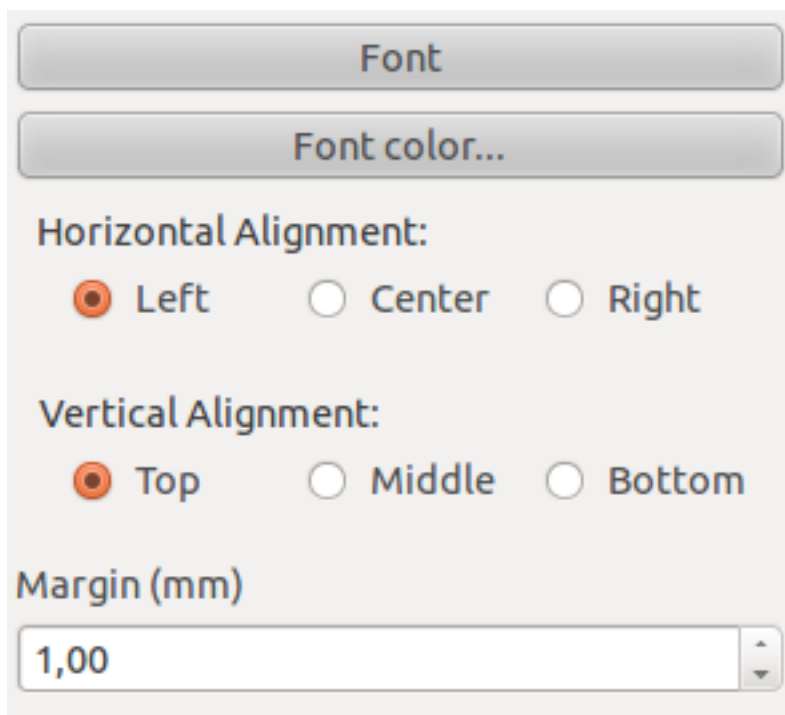 Font
Font color...
Horizontal Alignment:
Left Center Right
Vertical Alignment:
Top Middle Bottom
Margin (mm)
1,00